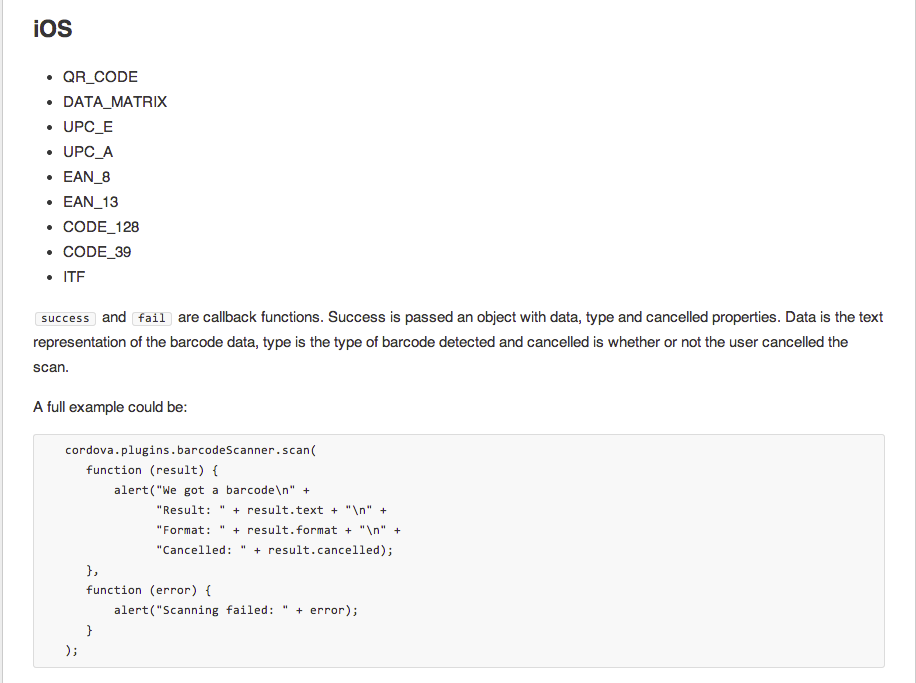 iOS
QR_CODE
DATA_MATRIX
UPC_E
UPC_A
EAN_8
EAN_13
CODE_128
CODE_39
ITF
success and fail are callback functions. Success is passed an object with data, type and cancelled properties. Data is the text
representation of the barcode data, type is the type of barcode detected and cancelled is whether or not the user cancelled the
scan.
A full example could be:
cordova.plugins.barcodeScanner.scan(
   function (result) {
       alert("We got a barcode\n" +
             "Result: " + result.text + "\n" +
             "Format: " + result.format + "\n" +
             "Cancelled: " + result.cancelled);
   },
   function (error) {
       alert("Scanning failed: " + error);
   }
);